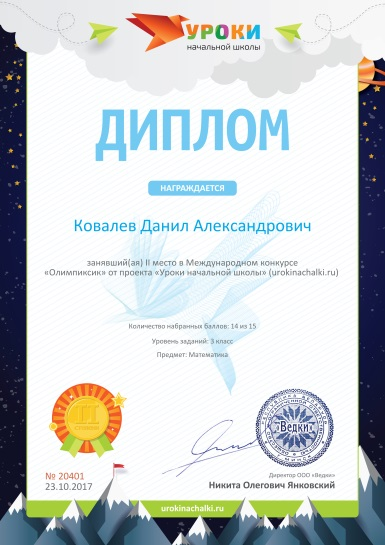 УРОКИ
начальной школы
ДИПЛОМ
НАГРАЖДАЕТСЯ
Ковалев Данил Александрович
занявший(ая) II место в Международном конкурсе
«Олимпиксик» от проекта «Уроки начальной школы» (urokinachalki.ru)
Количество набранных баллов: 14 из 15
Уровень заданий: 3 класс
Предмет: Математика
II
«Ведки»
№ 20401
23.10.2017
Директор ООО «Ведки»
Никита Олегович Янковский
urokinachalki.ru